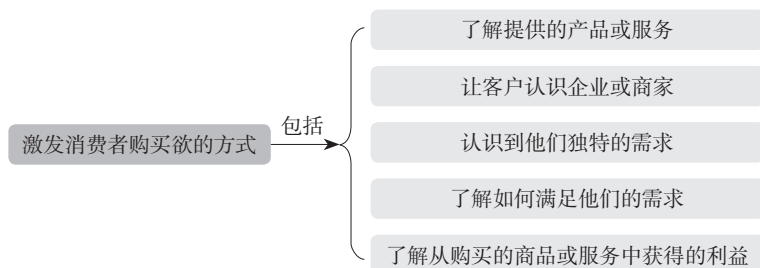 了解提供的产品或服务
让客户认识企业或商家
激发消费者购买欲的方式
包括
认识到他们独特的需求
了解如何满足他们的需求
了解从购买的商品或服务中获得的利益